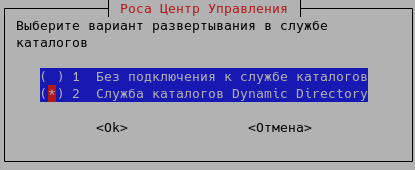 Роса Центр Управления
Выберите вариант развертывания в службе
каталогов
( ) 1 Без подключения к службе каталогов
(*) 2 Служба каталогов Dynamic Directory
<Ok> <Отмена>